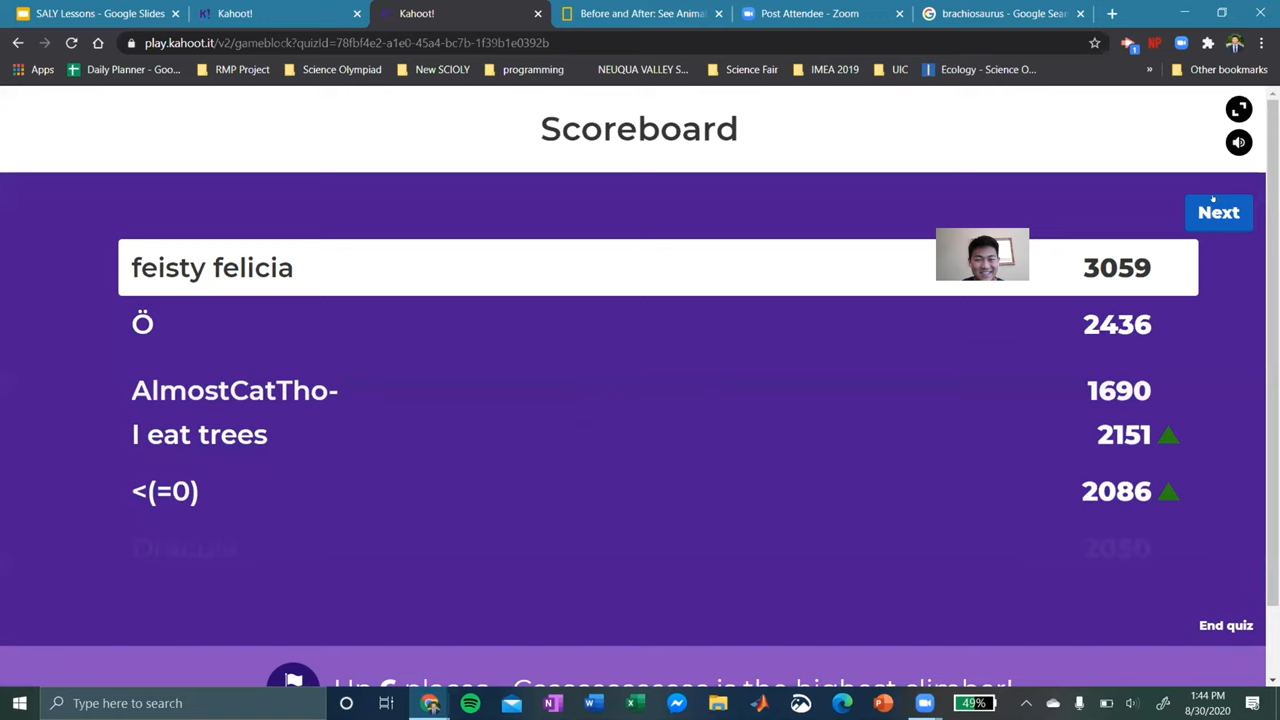 SALY Lessons - Google Slides
Kahoot!
Kahoot!
Before and After: See Anima
Post Attendee - Zoom
brachiosaurus - Google Sear
play.kahoot.it/v2/gameblock?quizId=78fbf4e2-a1e0-45a4-bc7b-1f39b1e0392b
1
NP
Apps
Daily Planner - Goo...
RMP Project
Science Olympiad
New SCIOLY
programming
NEUQUA VALLEY S...
Science Fair
IMEA 2019
UIC
Ecology - Science O...
»
Other bookmarks
Scoreboard
Next
feisty felicia 3059
Ö 2436
AlmostCatTho- 1690
I eat trees 2151
<(=0) 2086
2050
End quiz
Type here to search
49%
1:44 PM
8/30/2020